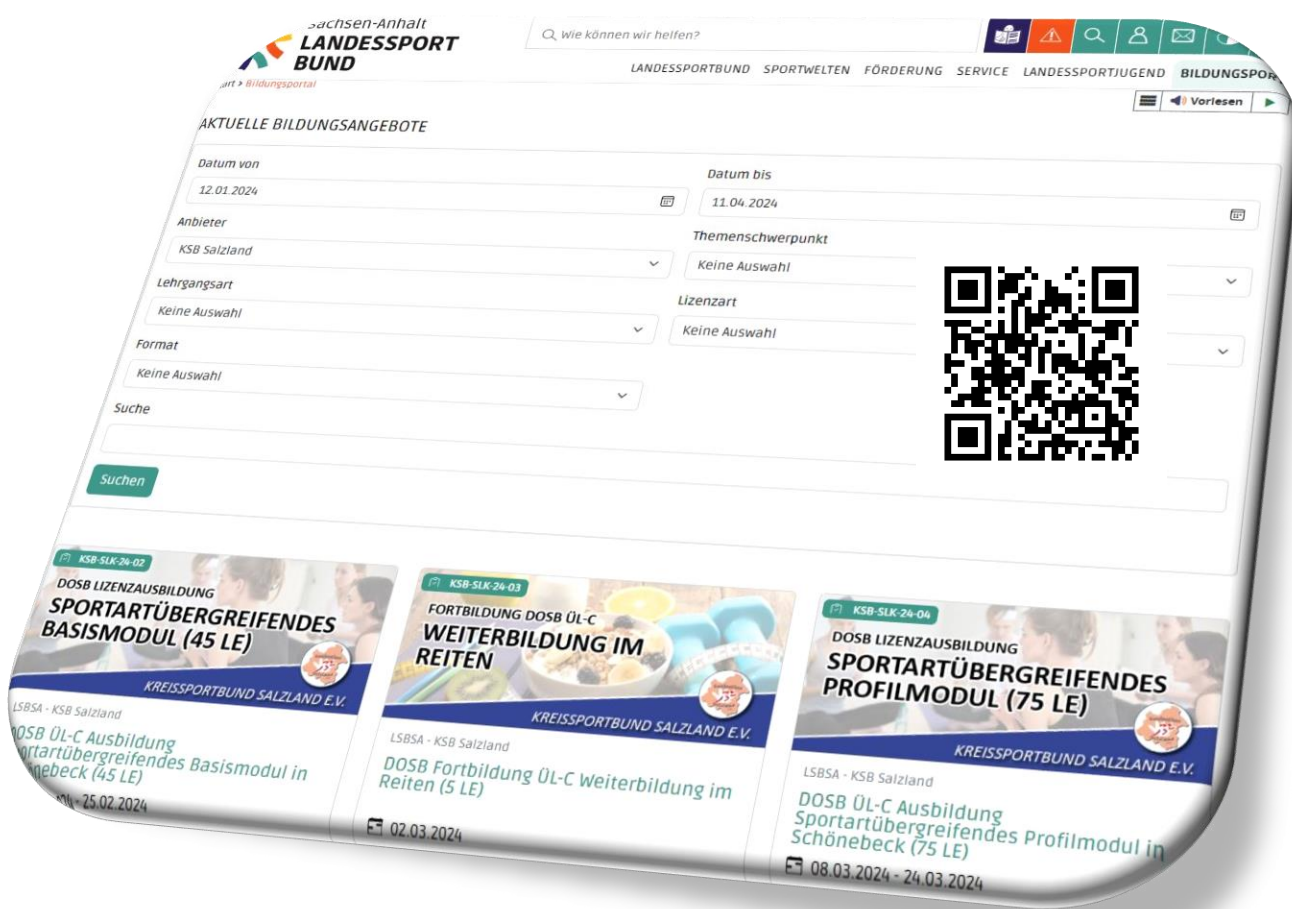 Sachsen-Anhalt
LANDESSPORT
BUND
Wie können wir helfen?
LANDESSPORTBUND SPORTWELTEN FÖRDERUNG SERVICE LANDESSPORTJUGEND
> Bildungsportal
Vorlesen
AKTUELLE BILDUNGSANGEBOTE
Datum von
Datum bis
12.01.2024
11.04.2024
Anbieter
Themenschwerpunkt
KSB Salzland
Keine Auswahl
Lehrgangsart
Lizenzart
Keine Auswahl
Keine Auswahl
Format
Keine Auswahl
Suche
Suchen
KSB-SLK-24-02
DOSB LIZENZAUSBILDUNG
SPORTARTÜBERGREIFENDES
BASISMODUL (45 LE)
KREISSPORTBUND SALZLAND E.V.
LSBSA - KSB Salzland
DOSB ÜL-C Ausbildung
Sportartübergreifendes Basismodul in
Schönebeck (45 LE)
- 25.02.2024
KSB-SLK-24-03
FORTBILDUNG DOSB ÜL-C
WEITERBILDUNG IM
REITEN
KREISSPORTBUND SALZLAND E.V.
LSBSA - KSB Salzland
DOSB Fortbildung ÜL-C Weiterbildung im
Reiten (5 LE)
02.03.2024
KSB-SLK-24-04
DOSB LIZENZAUSBILDUNG
SPORTARTÜBERGREIFENDES
PROFILMODUL (75 LE)
KREISSPORTBUND SALZLAND E.V.
LSBSA - KSB Salzland
DOSB ÜL-C Ausbildung
Sportartübergreifendes Profilmodul in
Schönebeck (75 LE)
08.03.2024 - 24.03.2024